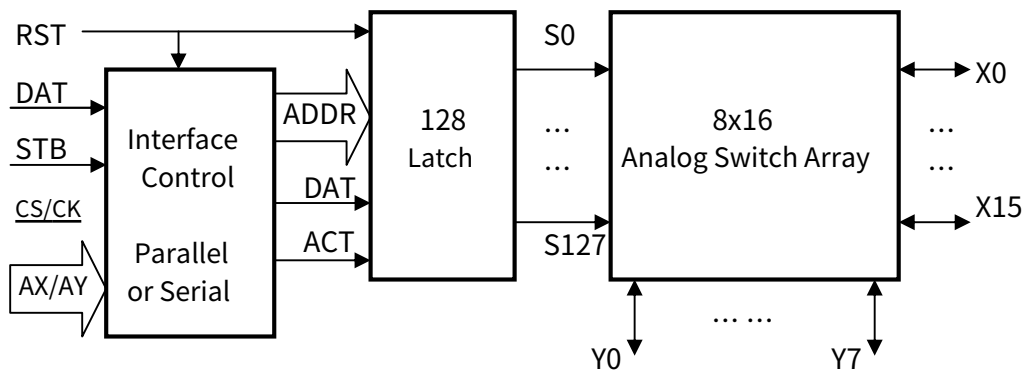 RST
DAT
STB
CS/CK
AX/AY
Interface
Control
Parallel
or Serial
ADDR
DAT
ACT
128
Latch
S0
...
...
S127
8x16
Analog Switch Array
X0
...
...
X15
Y0
... ...
Y7